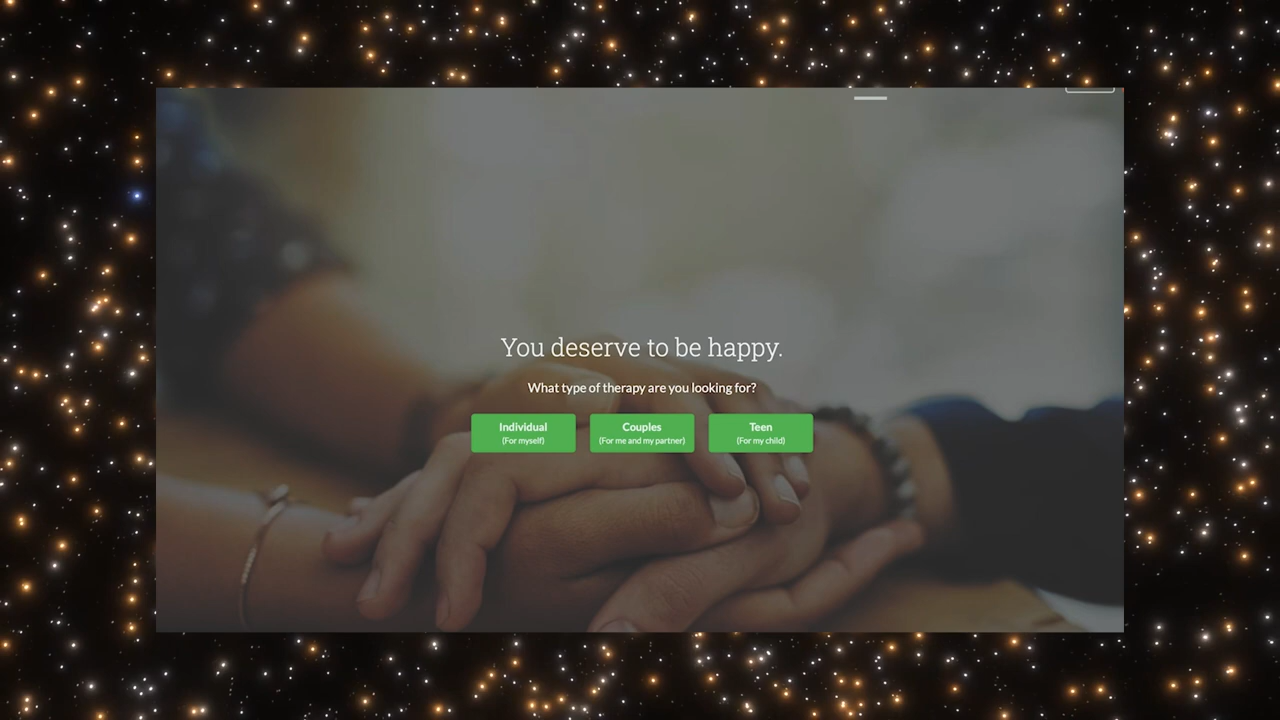 You deserve to be happy.
What type of therapy are you looking for?
Individual
(For myself)
Couples
(For me and my partner)
Teen
(For my child)